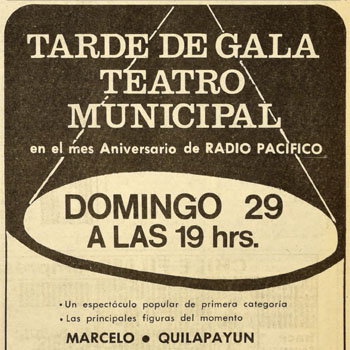 TARDE DE GALA
TEATRO
MUNICIPAL
en el mes Aniversario de RADIO PACIFICO
DOMINGO 29
A LAS 19 hrs.
• Un espectáculo popular de primera categoría
• Las principales figuras del momento
MARCELO • QUILAPAYUN